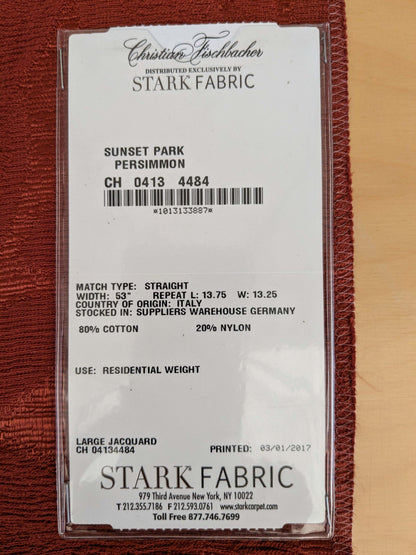 Christian Fischbacher
DISTRIBUTED EXCLUSIVELY BY
STARK FABRIC
SUNSET PARK
PERSIMMON
CH 0413 4484
*1013133887*
MATCH TYPE: STRAIGHT
WIDTH: 53" REPEAT L: 13.75 W: 13.25
COUNTRY OF ORIGIN: ITALY
STOCKED IN: SUPPLIERS WAREHOUSE GERMANY
80% COTTON 20% NYLON
USE: RESIDENTIAL WEIGHT
LARGE JACQUARD
CH 04134484 PRINTED: 03/01/2017
STARK FABRIC
979 Third Avenue New York, NY 10022
T 212.355.7186 F 212.593.0761 www.starkcarpet.com
Toll Free 877.746.7699